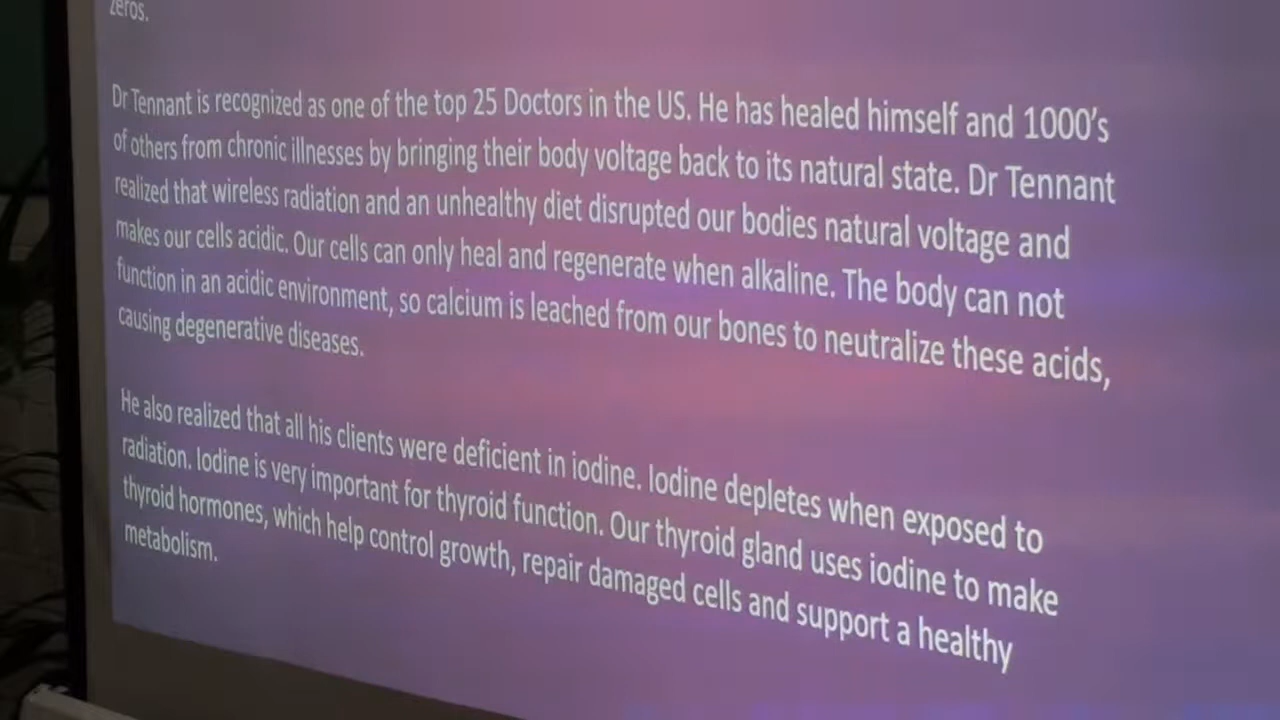 zeros.
Dr Tennant is recognized as one of the top 25 Doctors in the US. He has healed himself and 1000's
of others from chronic illnesses by bringing their body voltage back to its natural state. Dr Tennant
realized that wireless radiation and an unhealthy diet disrupted our bodies natural voltage and
makes our cells acidic. Our cells can only heal and regenerate when alkaline. The body can not
function in an acidic environment, so calcium is leached from our bones to neutralize these acids,
causing degenerative diseases.
He also realized that all his clients were deficient in iodine. Iodine depletes when exposed to
radiation. Iodine is very important for thyroid function. Our thyroid gland uses iodine to make
thyroid hormones, which help control growth, repair damaged cells and support a healthy
metabolism.